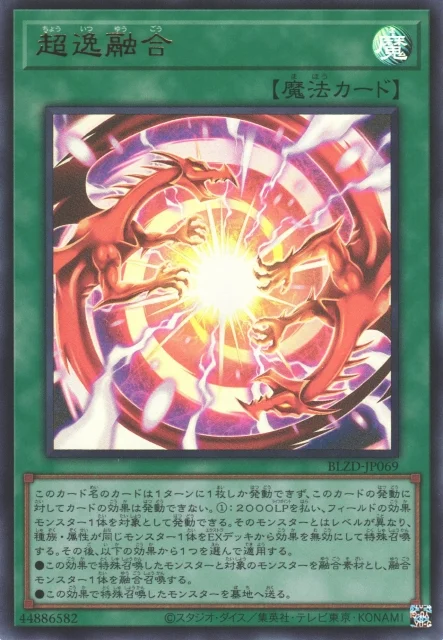 超逸融合
魔
【魔法カード】
BLZD-JP069
このカード名のカードは1ターンに1枚しか発動できず、このカードの発動に
対してカードの効果は発動できない。①：2000LPを払い、フィールドの効果
モンスター1体を対象として発動できる。そのモンスターとはレベルが異なり、
種族・属性が同じモンスター1体をEXデッキから効果を無効にして特殊召喚
する。その後、以下の効果から1つを選んで適用する。
●この効果で特殊召喚したモンスターと対象のモンスターを融合素材とし、融合
モンスター1体を融合召喚する。
●この効果で特殊召喚したモンスターを墓地へ送る。
44886582
©スタジオ・ダイス／集英社・テレビ東京・KONAMI